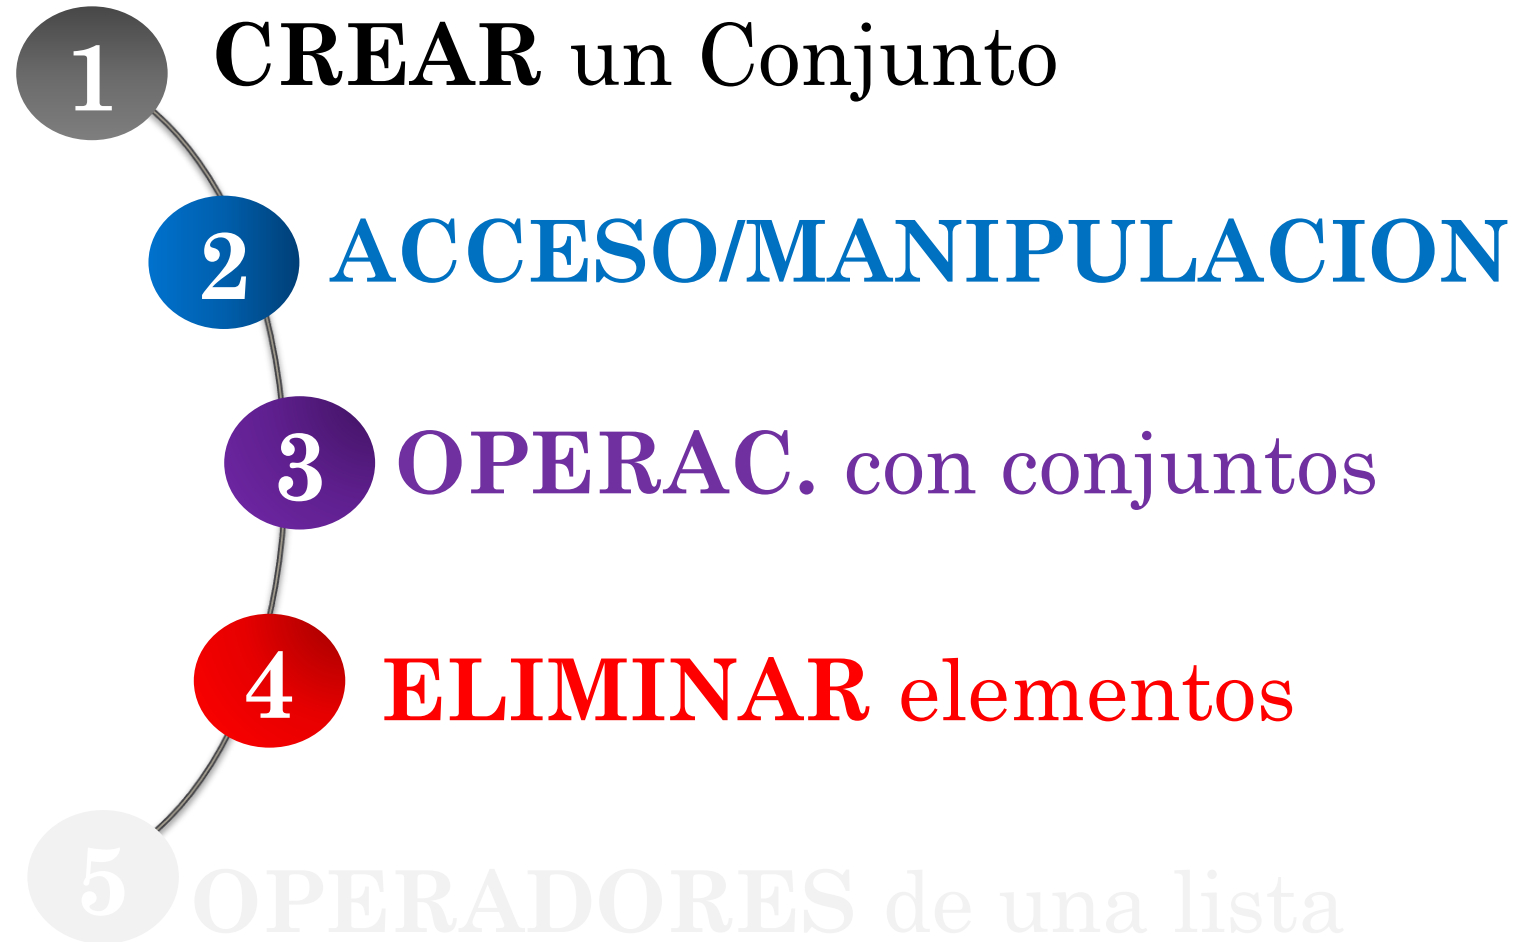 1 CREAR un Conjunto
2 ACCESO/MANIPULACION
3 OPERAC. con conjuntos
4 ELIMINAR elementos
5 OPERADORES de una lista